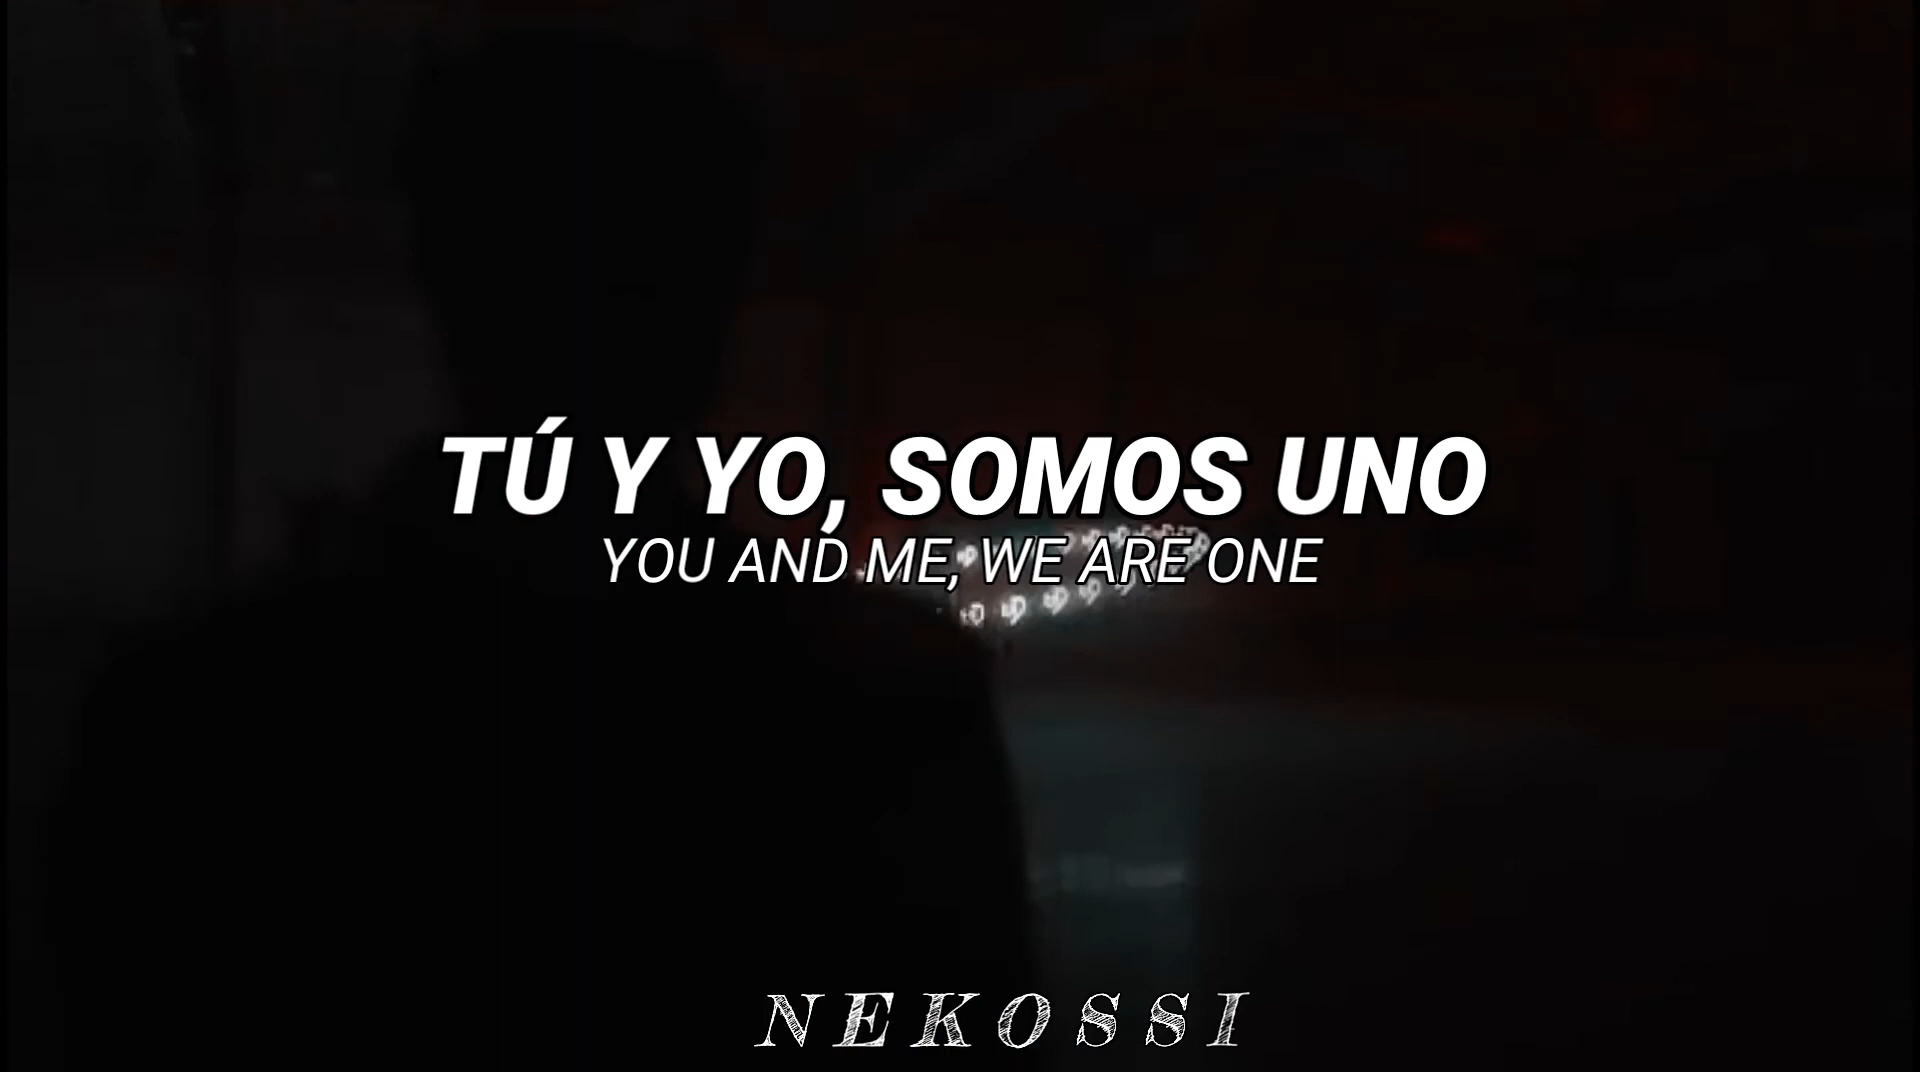 TÚ Y YO, SOMOS UNO
YOU AND ME, WE ARE ONE
NEKOSSI